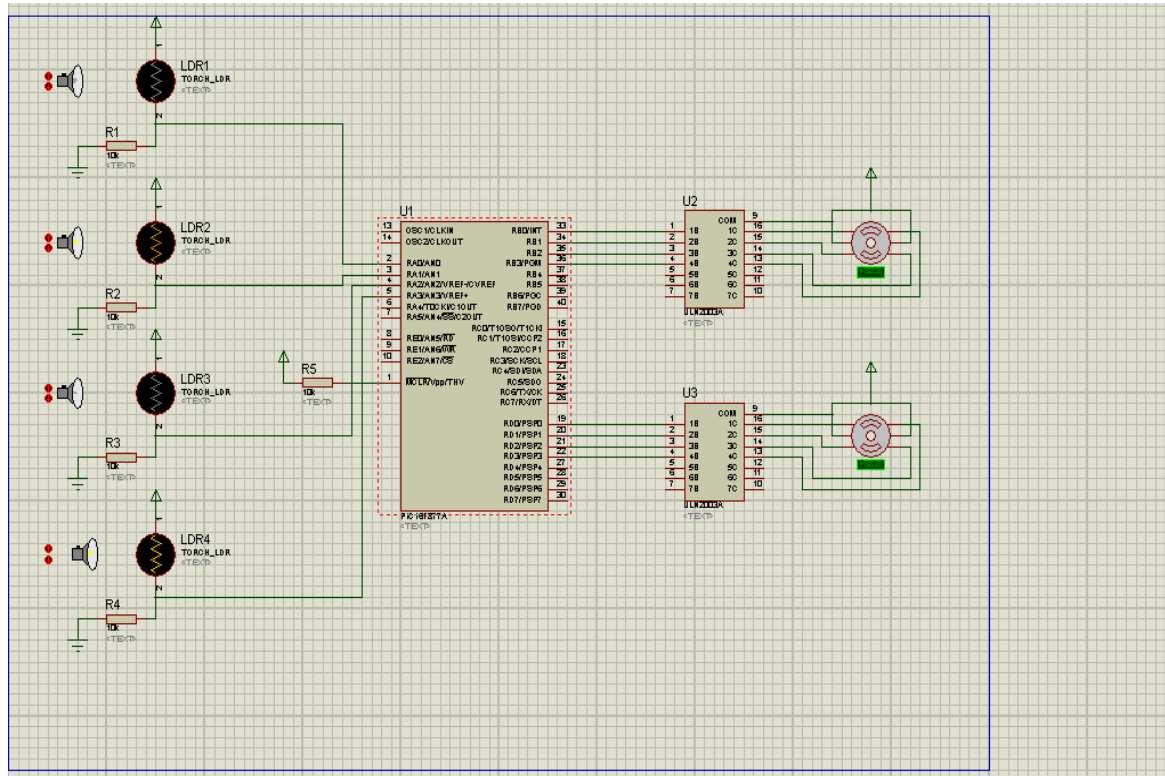 LDR1
TORCH_LDR
<TEXT>
1
2
R1
10k
<TEXT>
LDR2
TORCH_LDR
<TEXT>
1
2
R2
10k
<TEXT>
LDR3
TORCH_LDR
<TEXT>
1
2
R3
10k
<TEXT>
LDR4
TORCH_LDR
<TEXT>
1
2
R4
10k
<TEXT>
R5
10k
<TEXT>
U1
13 OSC1/CLKIN
14 OSC2/CLKOUT
2 RA0/AN0
3 RA1/AN1
4 RA2/AN2/VREF-/CVREF
5 RA3/AN3/VREF+
6 RA4/T0CKI/C1OUT
7 RA5/AN4/SS/C2OUT
8 RE0/AN5/RD
9 RE1/AN6/WR
10 RE2/AN7/CS
1 MCLR/Vpp/THV
RB0/INT 33
RB1 34
RB2 35
RB3/PGM 36
RB4 37
RB5 38
RB6/PGC 39
RB7/PGD 40
RC0/T1OSO/T1CKI 15
RC1/T1OSI/CCP2 16
RC2/CCP1 17
RC3/SCK/SCL 18
RC4/SDI/SDA 23
RC5/SDO 24
RC6/TX/CK 25
RC7/RX/DT 26
RD0/PSP0 19
RD1/PSP1 20
RD2/PSP2 21
RD3/PSP3 22
RD4/PSP4 27
RD5/PSP5 28
RD6/PSP6 29
RD7/PSP7 30
PIC16F877A
<TEXT>
U2
COM 9
1 1B 1C 16
2 2B 2C 15
3 3B 3C 14
4 4B 4C 13
5 5B 5C 12
6 6B 6C 11
7 7B 7C 10
ULN2003A
<TEXT>
U3
COM 9
1 1B 1C 16
2 2B 2C 15
3 3B 3C 14
4 4B 4C 13
5 5B 5C 12
6 6B 6C 11
7 7B 7C 10
ULN2003A
<TEXT>